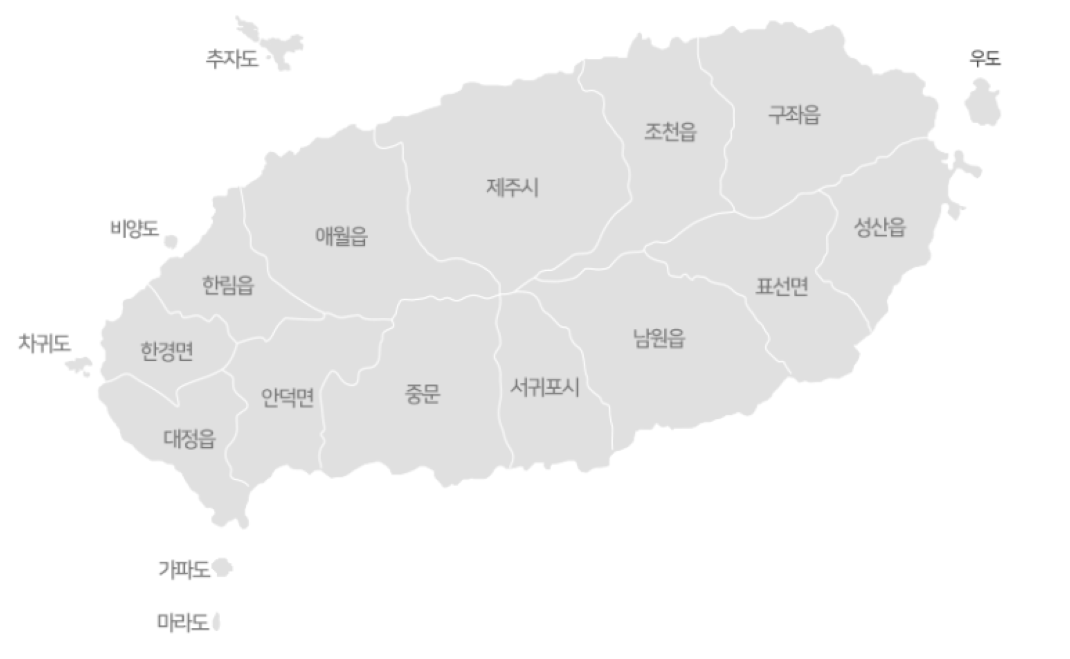 추자도
우도
구좌읍
조천읍
제주시
성산읍
비양도
애월읍
한림읍
표선면
남원읍
차귀도
한경면
서귀포시
중문
안덕면
대정읍
가파도
마라도